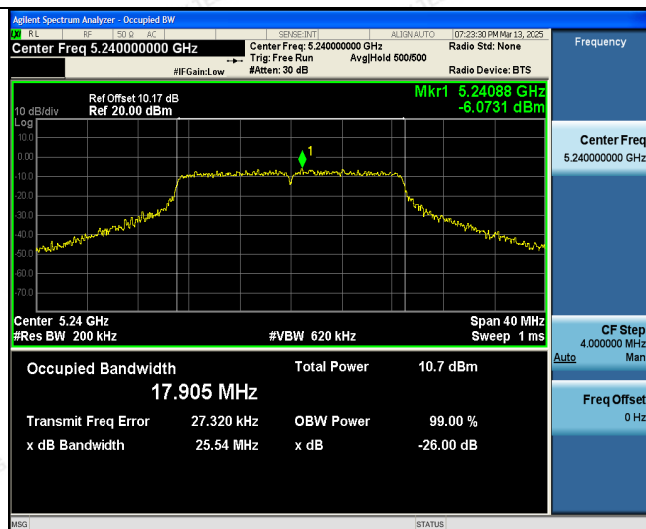 Agilent Spectrum Analyzer - Occupied BW
LXI RL RF 50 Ω AC SENSE:INT ALIGN AUTO 07:23:30 PM Mar 13, 2025
Center Freq 5.240000000 GHz
Center Freq: 5.240000000 GHz
Radio Std: None
Trig: Free Run Avg|Hold 500/500
#IFGain:Low
#Atten: 30 dB
Radio Device: BTS
Frequency
Mkr1 5.24088 GHz
-6.0731 dBm
Ref Offset 10.17 dB
10 dB/div Ref 20.00 dBm
Log
10.0
0.00
-10.0
-20.0
-30.0
-40.0
-50.0
-60.0
-70.0
1
Center 5.24 GHz
Span 40 MHz
#Res BW 200 kHz
#VBW 620 kHz
Sweep 1 ms
Occupied Bandwidth
17.905 MHz
Total Power 10.7 dBm
Transmit Freq Error 27.320 kHz
OBW Power 99.00 %
x dB Bandwidth 25.54 MHz
x dB -26.00 dB
Center Freq
5.240000000 GHz
CF Step
4.000000 MHz
Auto Man
Freq Offset
0 Hz
MSG
STATUS